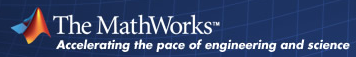 The MathWorks™
Accelerating the pace of engineering and science